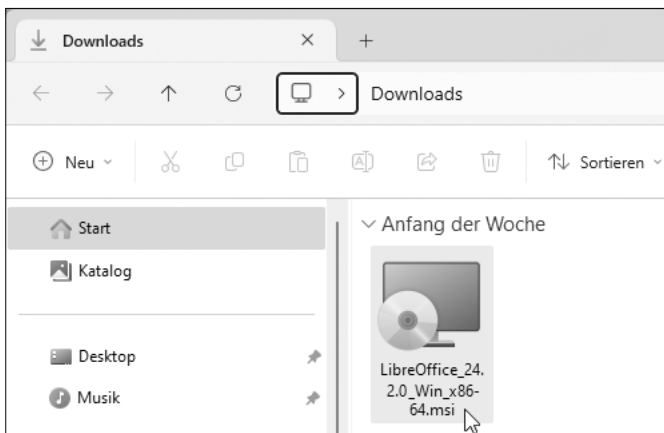 Downloads
Downloads
Neu
Sortieren
Start
Anfang der Woche
Katalog
LibreOffice_24.
2.0_Win_x86-
64.msi
Desktop
Musik